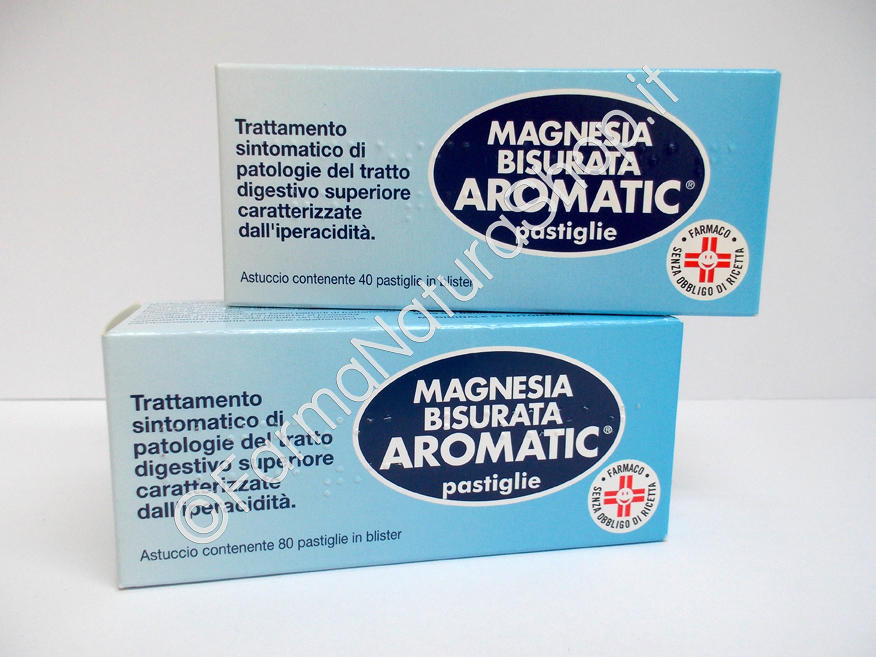 Trattamento
sintomatico di
patologie del tratto
digestivo superiore
caratterizzate
dall'iperacidità.
Astuccio contenente 40 pastiglie in blister
MAGNESIA
BISURATA
AROMATIC®
pastiglie
FARMACO
SENZA OBBLIGO DI RICETTA
Trattamento
sintomatico di
patologie del tratto
digestivo superiore
caratterizzate
dall'iperacidità.
Astuccio contenente 80 pastiglie in blister
MAGNESIA
BISURATA
AROMATIC®
pastiglie
FARMACO
SENZA OBBLIGO DI RICETTA
©FarmaNaturaShop.it